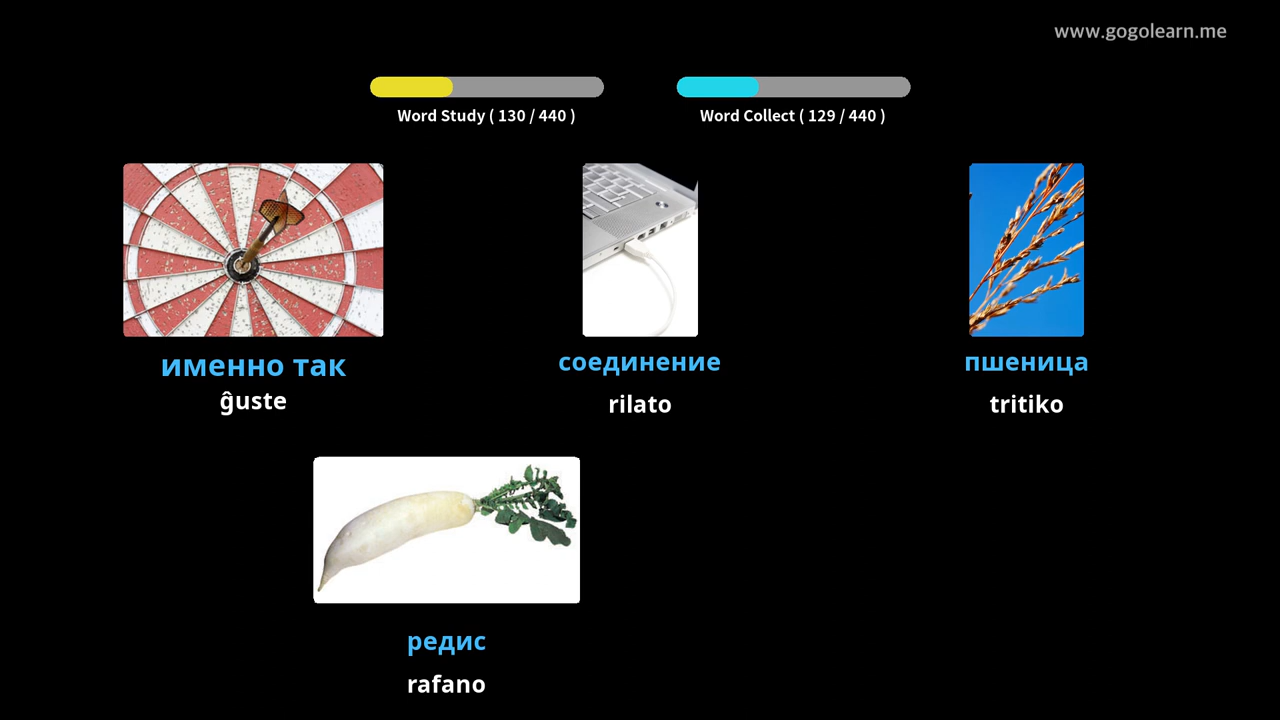 www.gogolearn.me
Word Study ( 130 / 440 )
Word Collect ( 129 / 440 )
именно так
ĝuste
соединение
rilato
пшеница
tritiko
редис
rafano